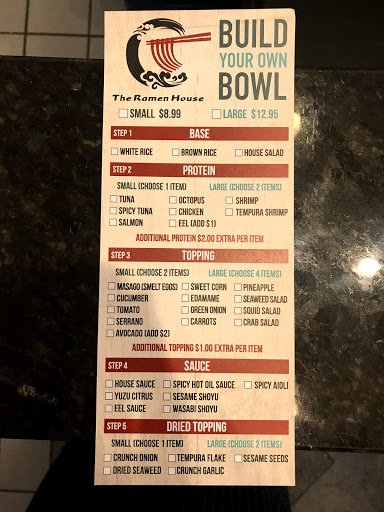 BUILD
YOUR OWN
BOWL
The Ramen House
SMALL $8.99 LARGE $12.95
STEP 1 BASE
WHITE RICE BROWN RICE HOUSE SALAD
STEP 2 PROTEIN
SMALL (CHOOSE 1 ITEM) LARGE (CHOOSE 2 ITEMS)
TUNA OCTOPUS SHRIMP
SPICY TUNA CHICKEN TEMPURA SHRIMP
SALMON EEL (ADD $1)
ADDITIONAL PROTEIN $2.00 EXTRA PER ITEM
STEP 3 TOPPING
SMALL (CHOOSE 2 ITEMS) LARGE (CHOOSE 4 ITEMS)
MASAGO (SMELT EGGS) SWEET CORN PINEAPPLE
CUCUMBER EDAMAME SEAWEED SALAD
TOMATO GREEN ONION SQUID SALAD
SERRANO CARROTS CRAB SALAD
AVOCADO (ADD $2)
ADDITIONAL TOPPING $1.00 EXTRA PER ITEM
STEP 4 SAUCE
HOUSE SAUCE SPICY HOT OIL SAUCE SPICY AIOLI
YUZU CITRUS SESAME SHOYU
EEL SAUCE WASABI SHOYU
STEP 5 DRIED TOPPING
SMALL (CHOOSE 1 ITEM) LARGE (CHOOSE 2 ITEMS)
CRUNCH ONION TEMPURA FLAKE SESAME SEEDS
DRIED SEAWEED CRUNCH GARLIC